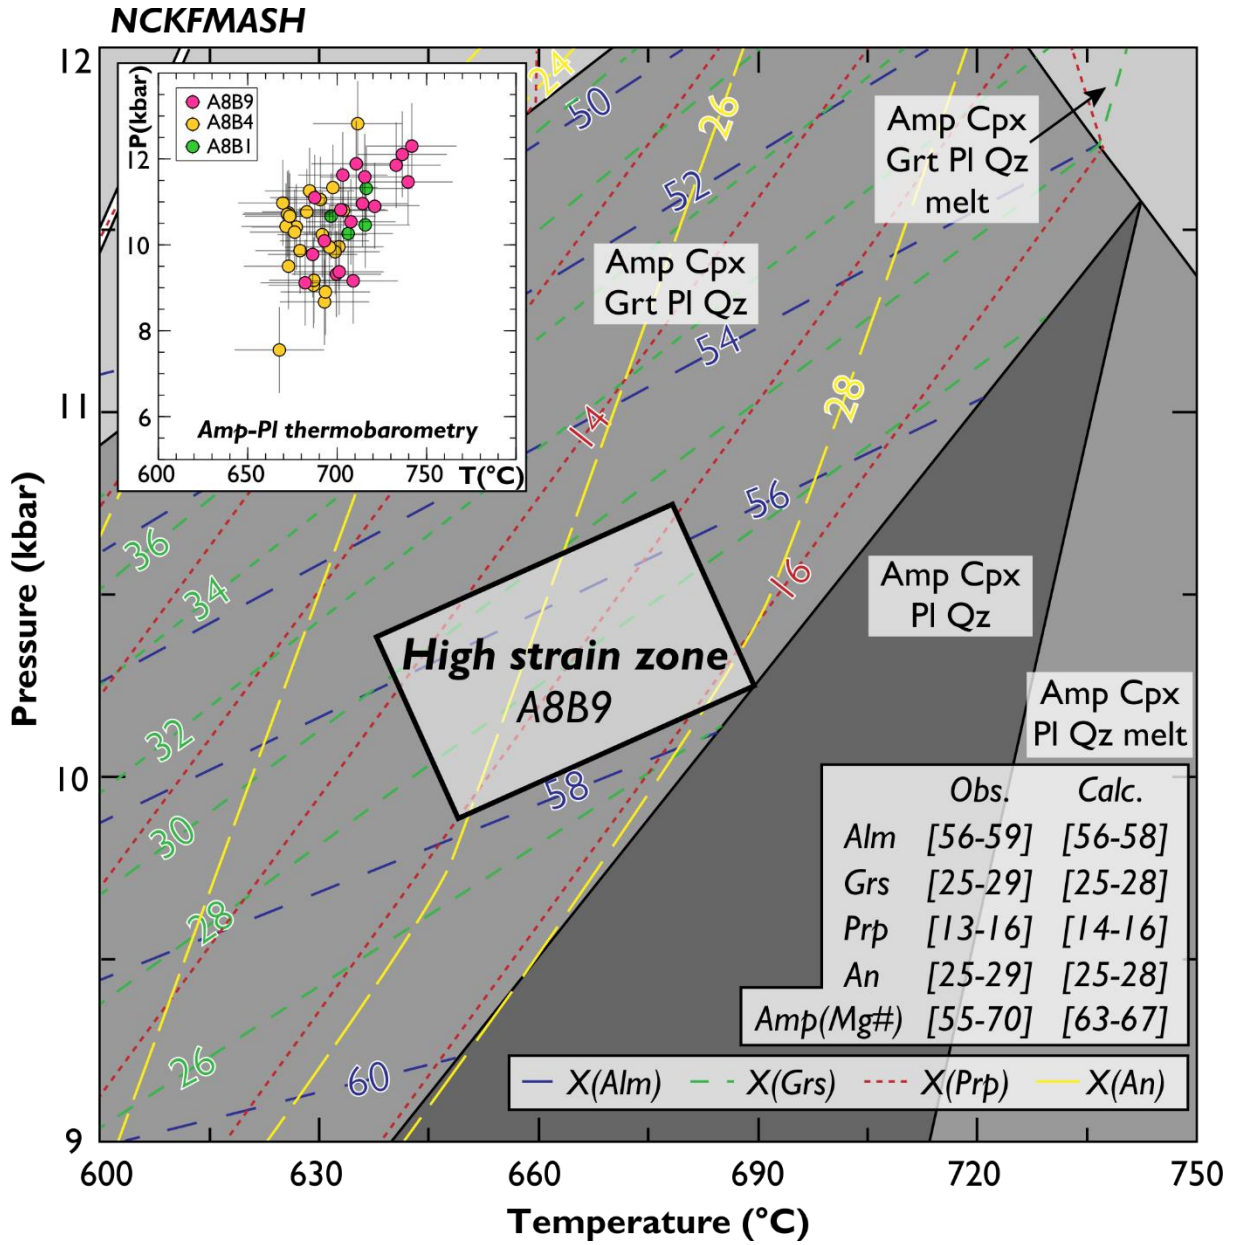 NCKFMASH
12
11
10
9
Pressure (kbar)
600
630
660
690
720
750
Temperature (°C)
P(kbar)
12
10
8
6
A8B9
A8B4
A8B1
Amp-Pl thermobarometry
600
650
700
750
T(°C)
24
50
26
52
54
14
28
56
16
36
34
32
30
28
26
58
60
Amp Cpx
Grt Pl Qz
melt
Amp Cpx
Grt Pl Qz
Amp Cpx
Pl Qz
Amp Cpx
Pl Qz melt
High strain zone
A8B9
Obs. Calc.
Alm [56-59] [56-58]
Grs [25-29] [25-28]
Prp [13-16] [14-16]
An [25-29] [25-28]
Amp(Mg#) [55-70] [63-67]
X(Alm) X(Grs) X(Prp) X(An)